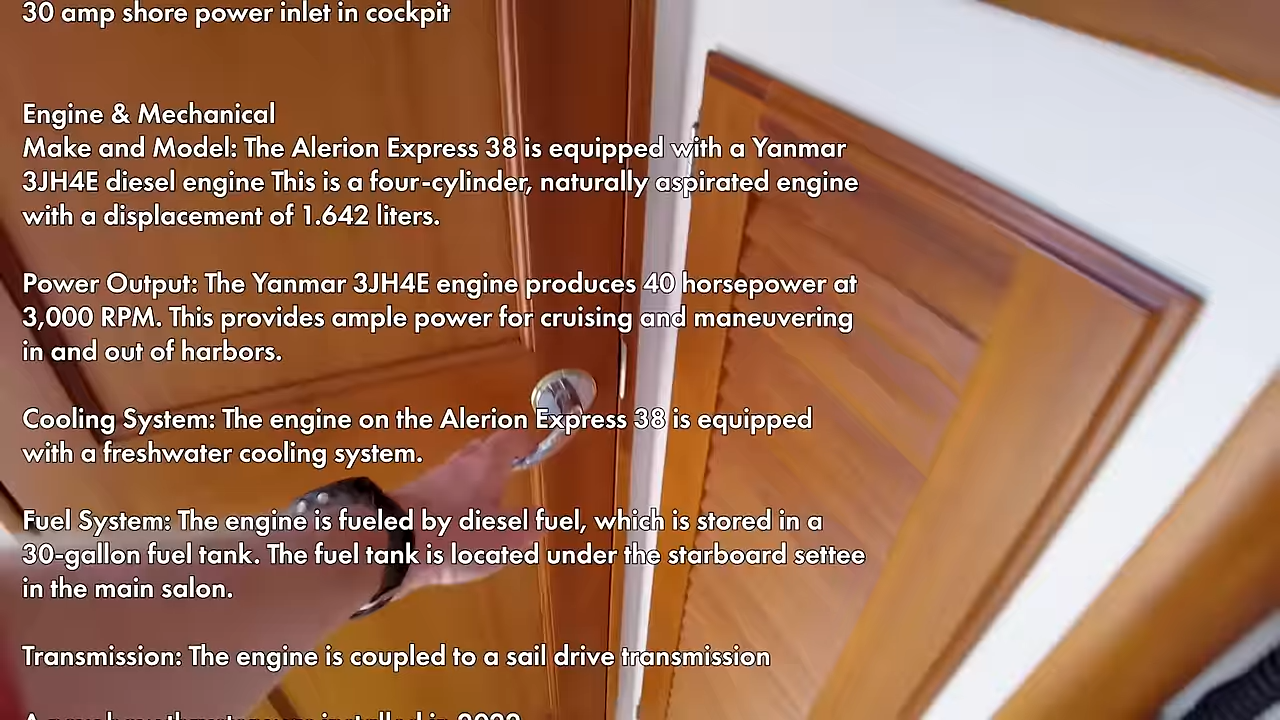 30 amp shore power inlet in cockpit
Engine & Mechanical
Make and Model: The Alerion Express 38 is equipped with a Yanmar
3JH4E diesel engine This is a four-cylinder, naturally aspirated engine
with a displacement of 1.642 liters.
Power Output: The Yanmar 3JH4E engine produces 40 horsepower at
3,000 RPM. This provides ample power for cruising and maneuvering
in and out of harbors.
Cooling System: The engine on the Alerion Express 38 is equipped
with a freshwater cooling system.
Fuel System: The engine is fueled by diesel fuel, which is stored in a
30-gallon fuel tank. The fuel tank is located under the starboard settee
in the main salon.
Transmission: The engine is coupled to a sail drive transmission